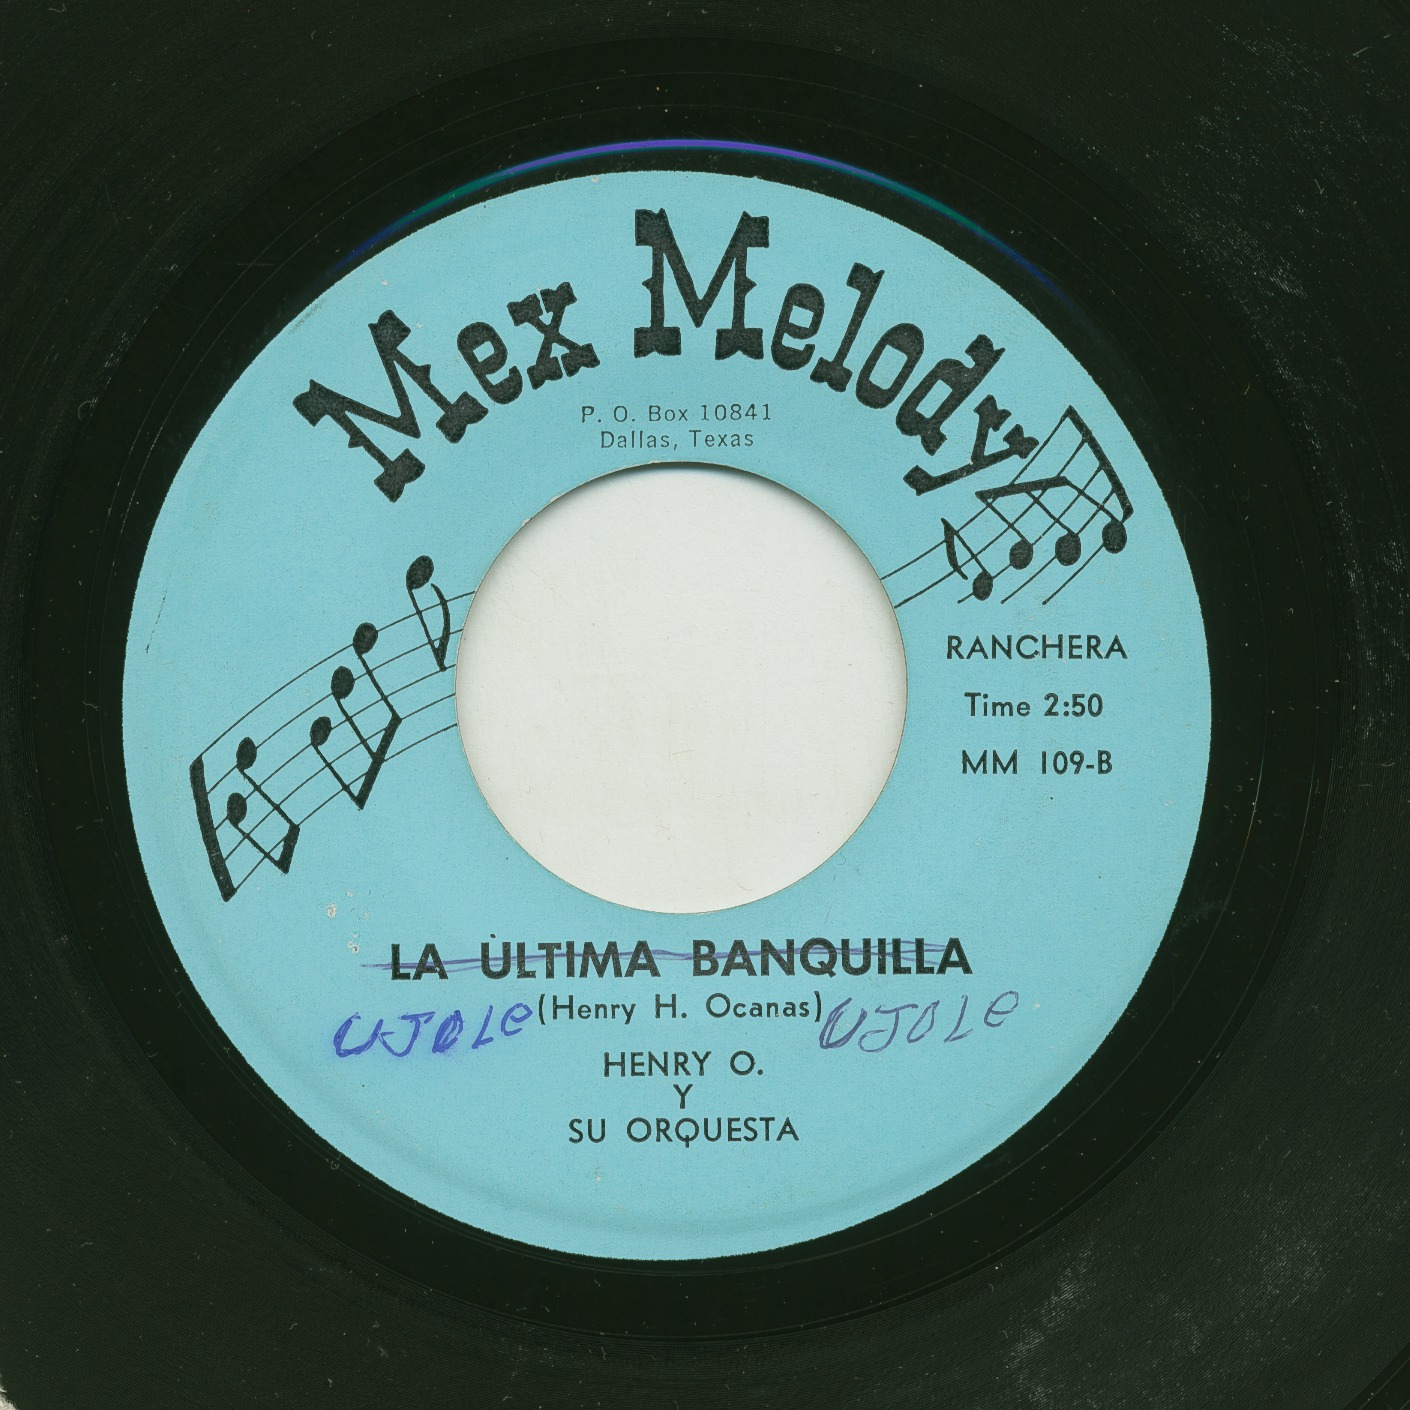 Mex Melody
P. O. Box 10841
Dallas, Texas
RANCHERA
Time 2:50
MM 109-B
LA ÚLTIMA BANQUILLA
UJOLE (Henry H. Ocanas) UJOLE
HENRY O.
Y
SU ORQUESTA